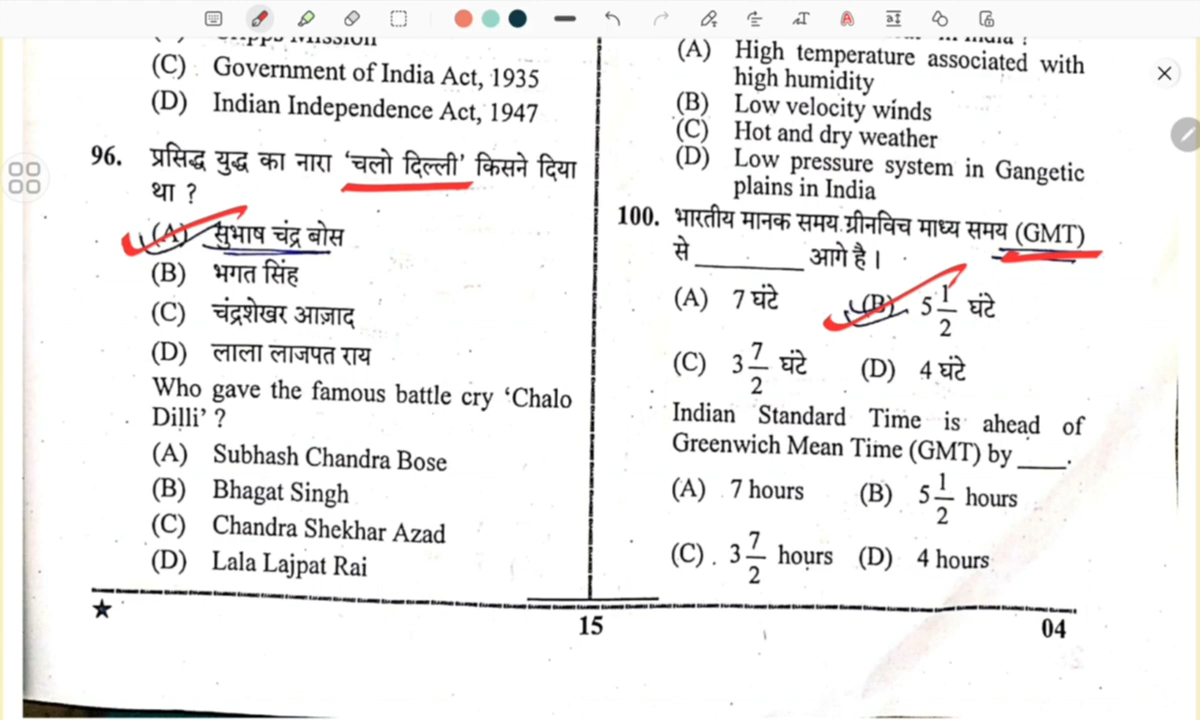 Mission
(C) Government of India Act, 1935
(D) Indian Independence Act, 1947
96. प्रसिद्ध युद्ध का नारा ‘चलो दिल्ली’ किसने दिया
था ?
(A) सुभाष चंद्र बोस
(B) भगत सिंह
(C) चंद्रशेखर आज़ाद
(D) लाला लाजपत राय
Who gave the famous battle cry ‘Chalo
Dilli’ ?
(A) Subhash Chandra Bose
(B) Bhagat Singh
(C) Chandra Shekhar Azad
(D) Lala Lajpat Rai
(A) High temperature associated with
high humidity
(B) Low velocity winds
(C) Hot and dry weather
(D) Low pressure system in Gangetic
plains in India
100. भारतीय मानक समय ग्रीनविच माध्य समय (GMT)
से ______ आगे है।
(A) 7 घंटे (B) 5 1/2 घंटे
(C) 3 7/2 घंटे (D) 4 घंटे
Indian Standard Time is ahead of
Greenwich Mean Time (GMT) by ____.
(A) 7 hours (B) 5 1/2 hours
(C) 3 7/2 hours (D) 4 hours
★ 15 04